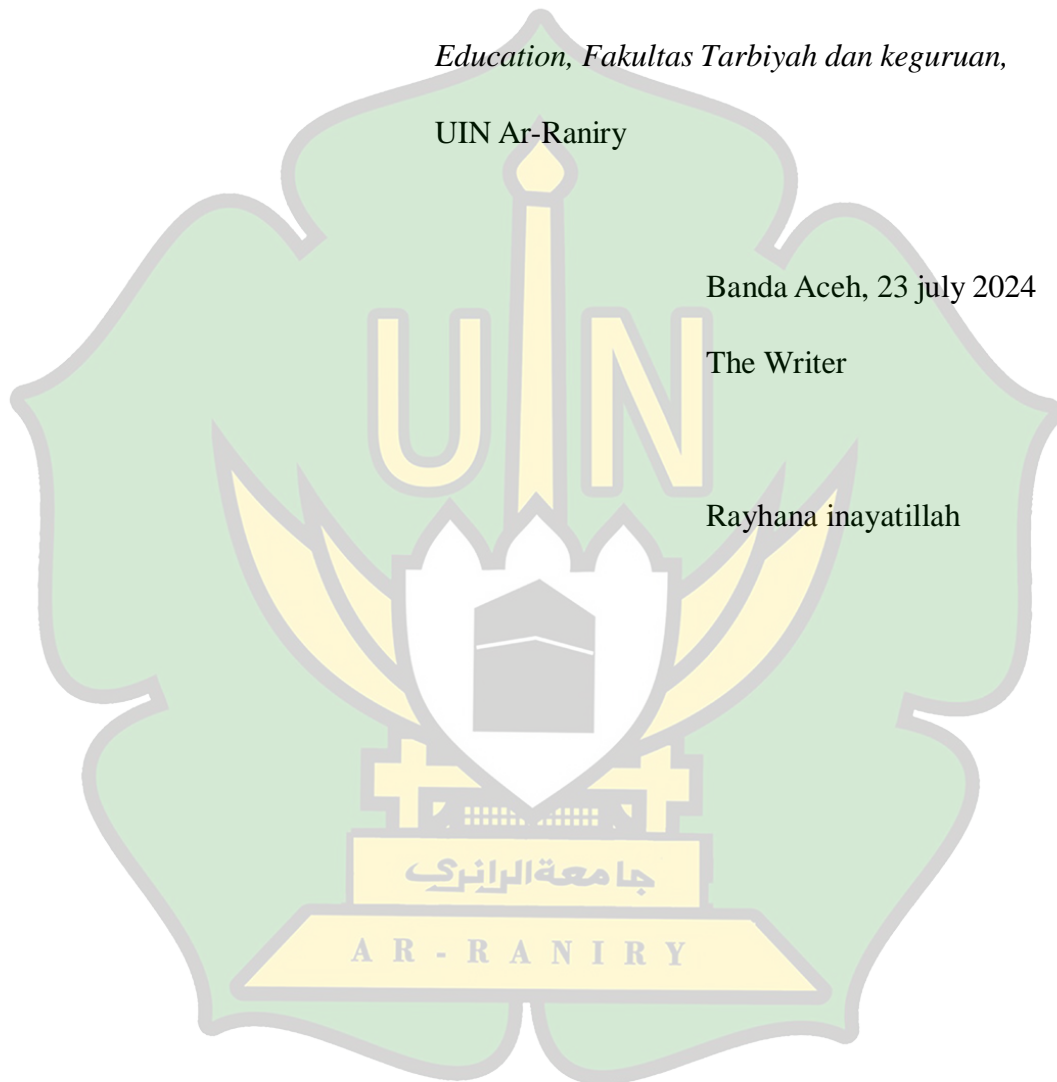 Education, Fakultas Tarbiyah dan keguruan,
UIN Ar-Raniry
Banda Aceh, 23 july 2024
The Writer
UIN
Rayhana inayatillah
جامعة الرانري
AR-RANIRY